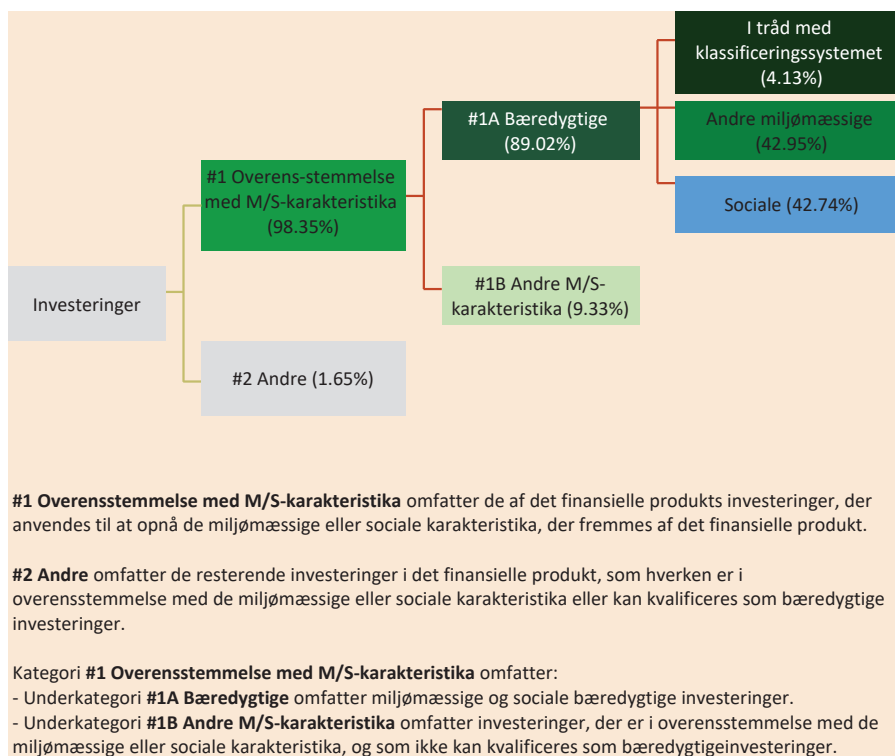 I tråd med
klassificeringssystemet
(4.13%)
#1A Bæredygtige
(89.02%)
Andre miljømæssige
(42.95%)
#1 Overens-stemmelse
med M/S-karakteristika
(98.35%)
Sociale (42.74%)
#1B Andre M/S-
karakteristika (9.33%)
Investeringer
#2 Andre (1.65%)
#1 Overensstemmelse med M/S-karakteristika omfatter de af det finansielle produkts investeringer, der
anvendes til at opnå de miljømæssige eller sociale karakteristika, der fremmes af det finansielle produkt.
#2 Andre omfatter de resterende investeringer i det finansielle produkt, som hverken er i
overensstemmelse med de miljømæssige eller sociale karakteristika eller kan kvalificeres som bæredygtige
investeringer.
Kategori #1 Overensstemmelse med M/S-karakteristika omfatter:
- Underkategori #1A Bæredygtige omfatter miljømæssige og sociale bæredygtige investeringer.
- Underkategori #1B Andre M/S-karakteristika omfatter investeringer, der er i overensstemmelse med de
miljømæssige eller sociale karakteristika, og som ikke kan kvalificeres som bæredygtigeinvesteringer.